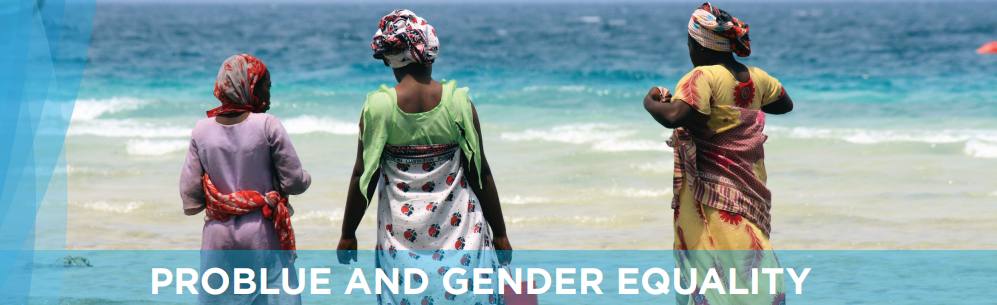 PROBLUE AND GENDER EQUALITY